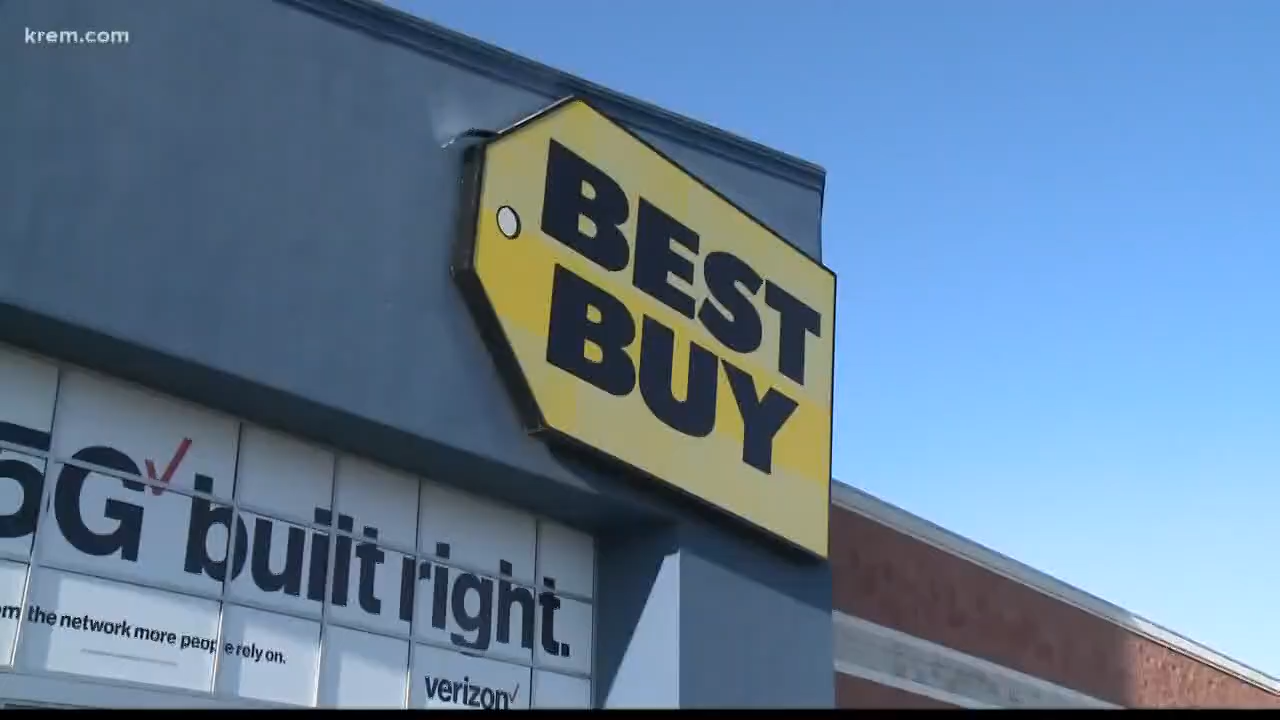 krem.com
BEST
BUY
5G built right.
the network more people rely on.
verizon